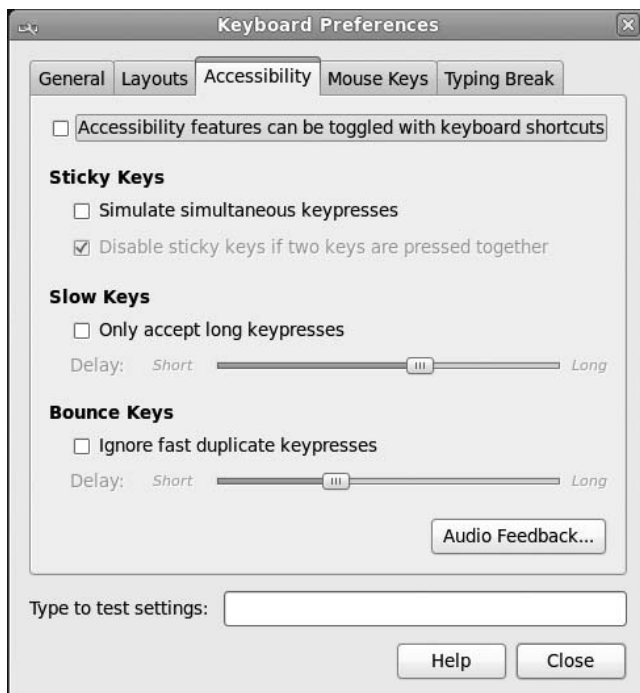 Keyboard Preferences
General Layouts Accessibility Mouse Keys Typing Break
Accessibility features can be toggled with keyboard shortcuts
Sticky Keys
Simulate simultaneous keypresses
Disable sticky keys if two keys are pressed together
Slow Keys
Only accept long keypresses
Delay: Short Long
Bounce Keys
Ignore fast duplicate keypresses
Delay: Short Long
Audio Feedback...
Type to test settings:
Help Close